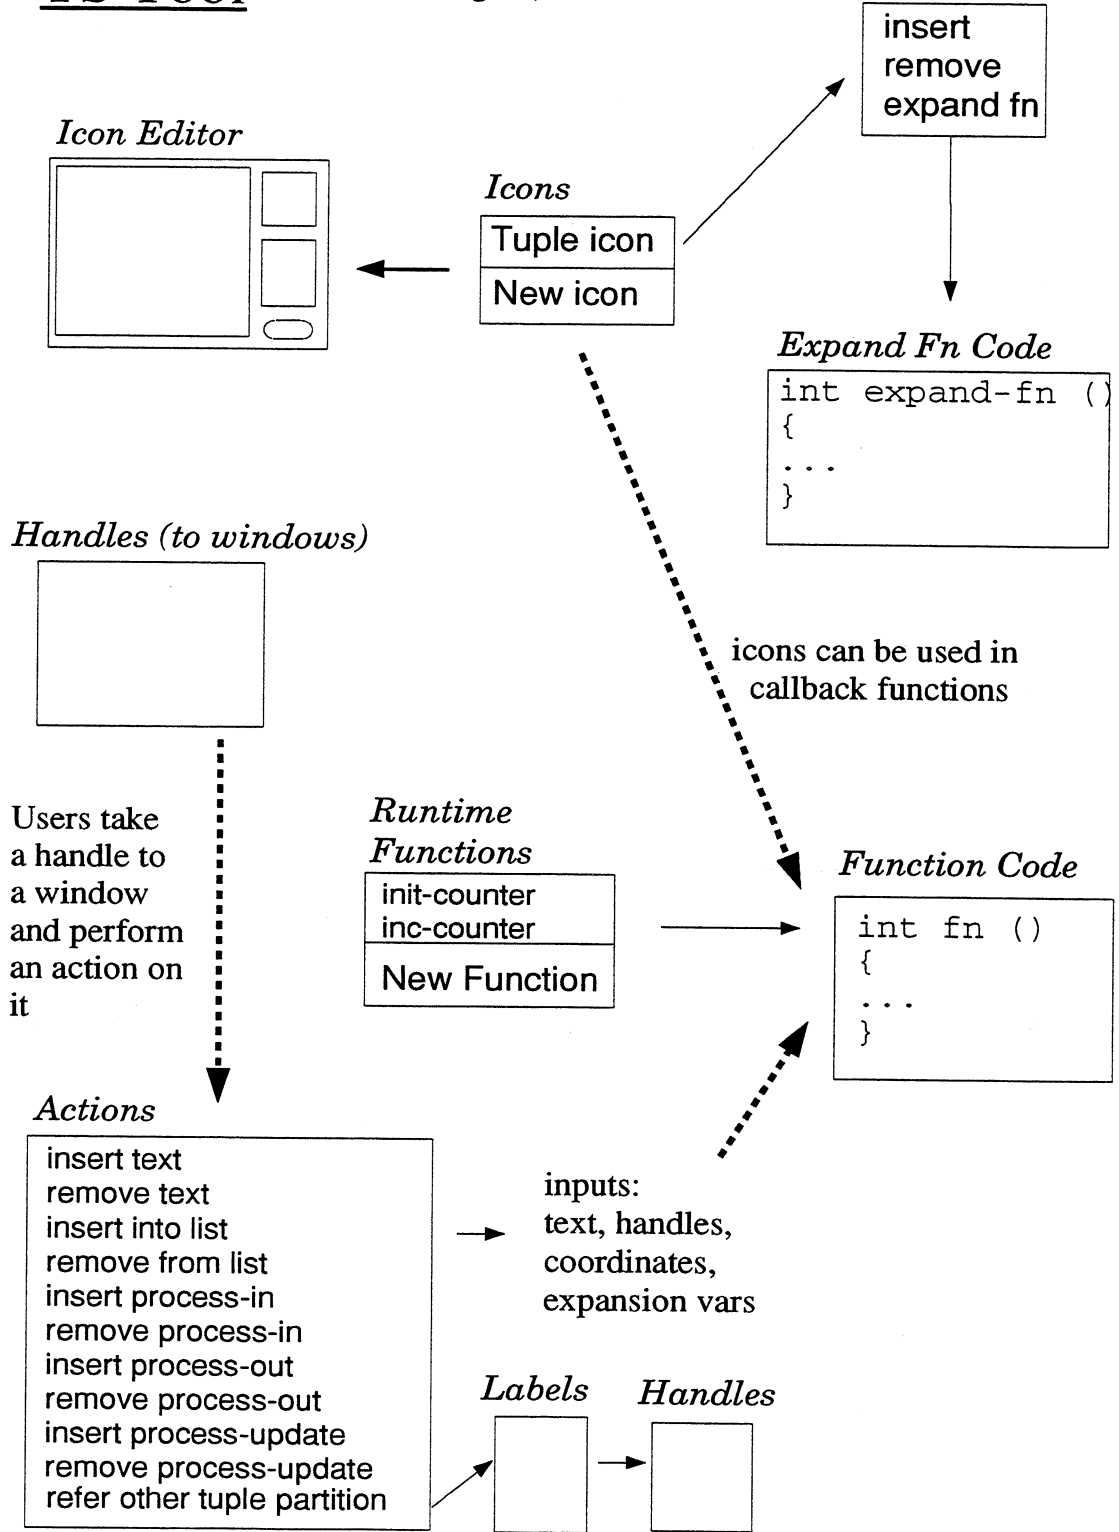 insert
remove
expand fn
Icon Editor
Icons
Tuple icon
New icon
Expand Fn Code
int expand-fn ()
{
...
}
Handles (to windows)
icons can be used in
callback functions
Users take
a handle to
a window
and perform
an action on
it
Runtime
Functions
init-counter
inc-counter
New Function
Function Code
int fn ()
{
...
}
Actions
insert text
remove text
insert into list
remove from list
insert process-in
remove process-in
insert process-out
remove process-out
insert process-update
remove process-update
refer other tuple partition
inputs:
text, handles,
coordinates,
expansion vars
Labels
Handles